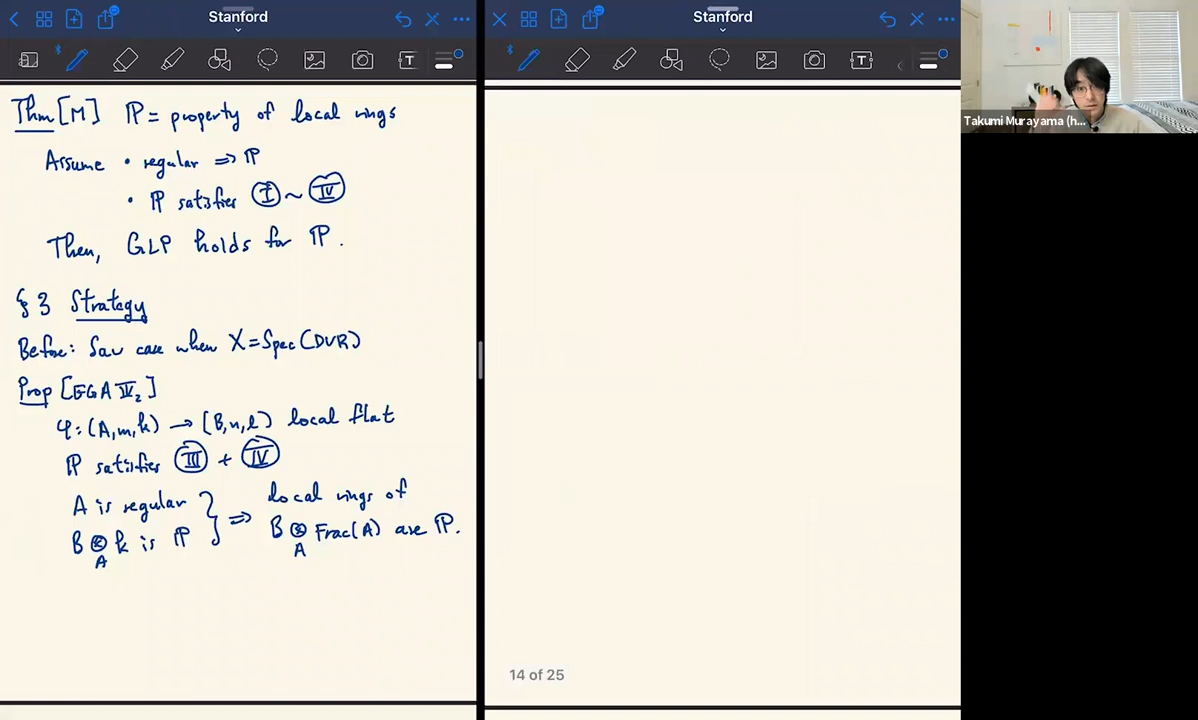 Stanford
Stanford
Thm [M] ℙ = property of local rings
Assume • regular ⇒ ℙ
• ℙ satisfies Ⅰ ~ Ⅳ
Then, GLP holds for ℙ.
§ 3 Strategy
Before: Saw case when X = Spec(DVR)
Prop [EGA Ⅳ₂]
φ: (A, m, k) → (B, n, l) local flat
ℙ satisfies Ⅲ + Ⅳ
A is regular } ⇒ local rings of
B ⊗_A k is ℙ } B ⊗_A Frac(A) are ℙ.
14 of 25
Takumi Murayama (h...